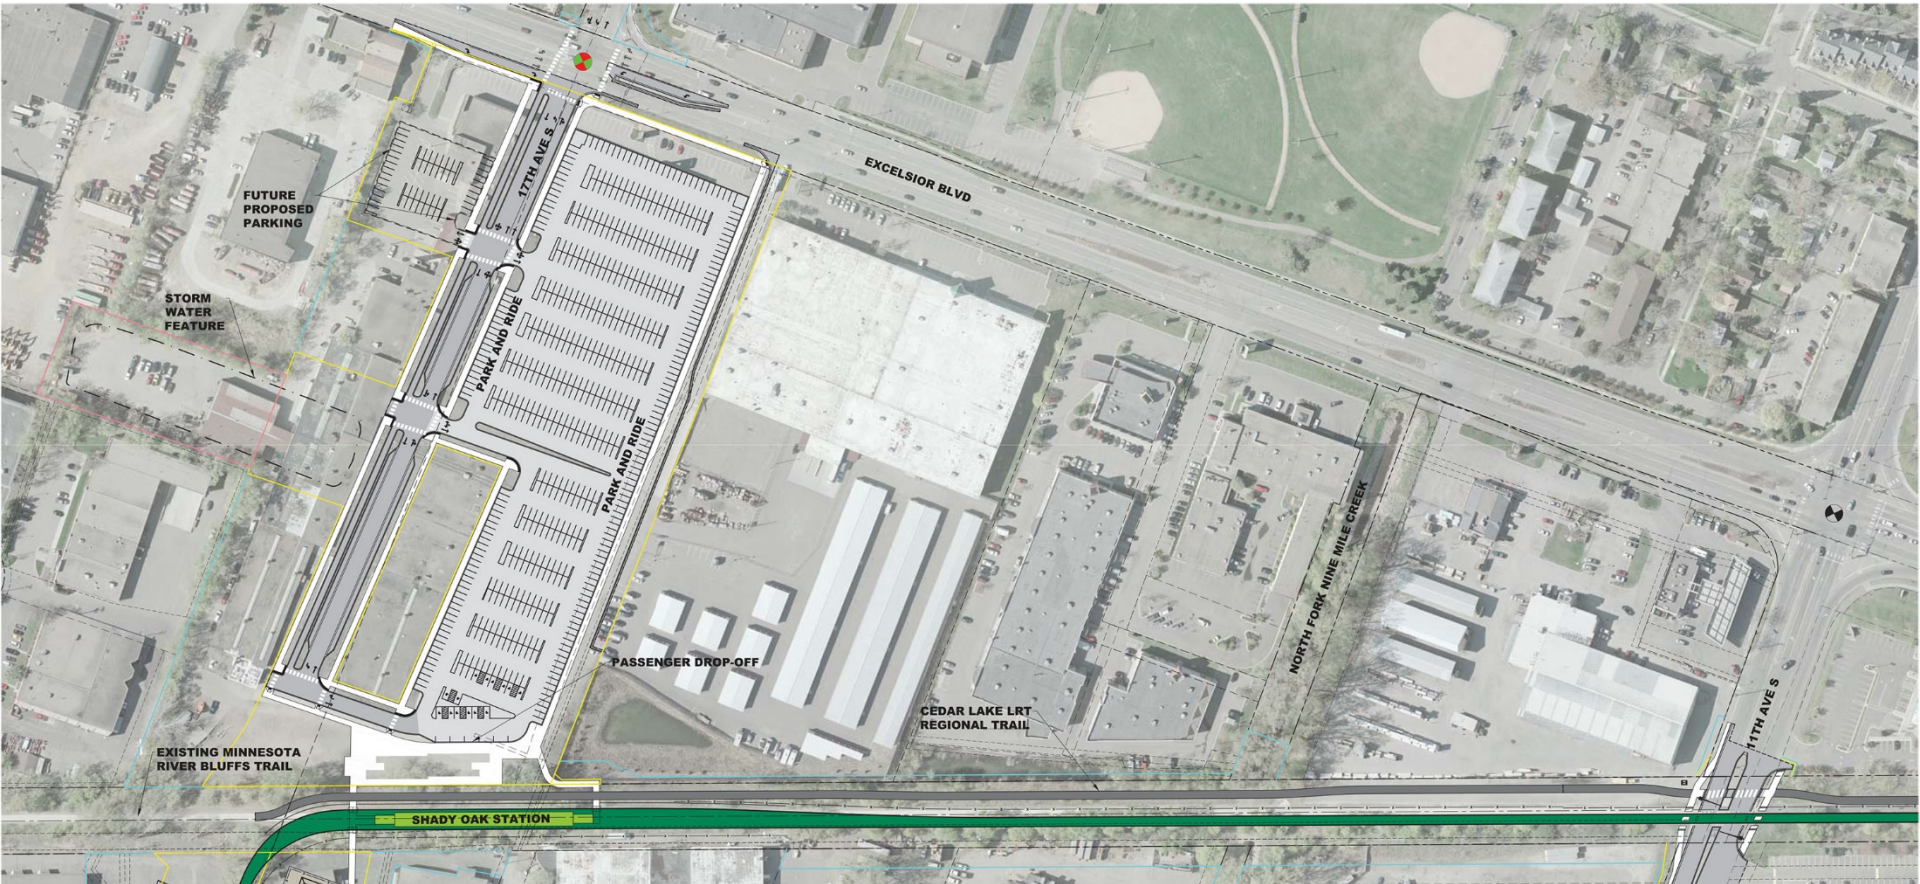 EXCELSIOR BLVD
17TH AVE S
FUTURE
PROPOSED
PARKING
STORM
WATER
FEATURE
PARK AND RIDE
PARK AND RIDE
NORTH FORK NINE MILE CREEK
PASSENGER DROP-OFF
CEDAR LAKE LRT
REGIONAL TRAIL
11TH AVE S
EXISTING MINNESOTA
RIVER BLUFFS TRAIL
SHADY OAK STATION